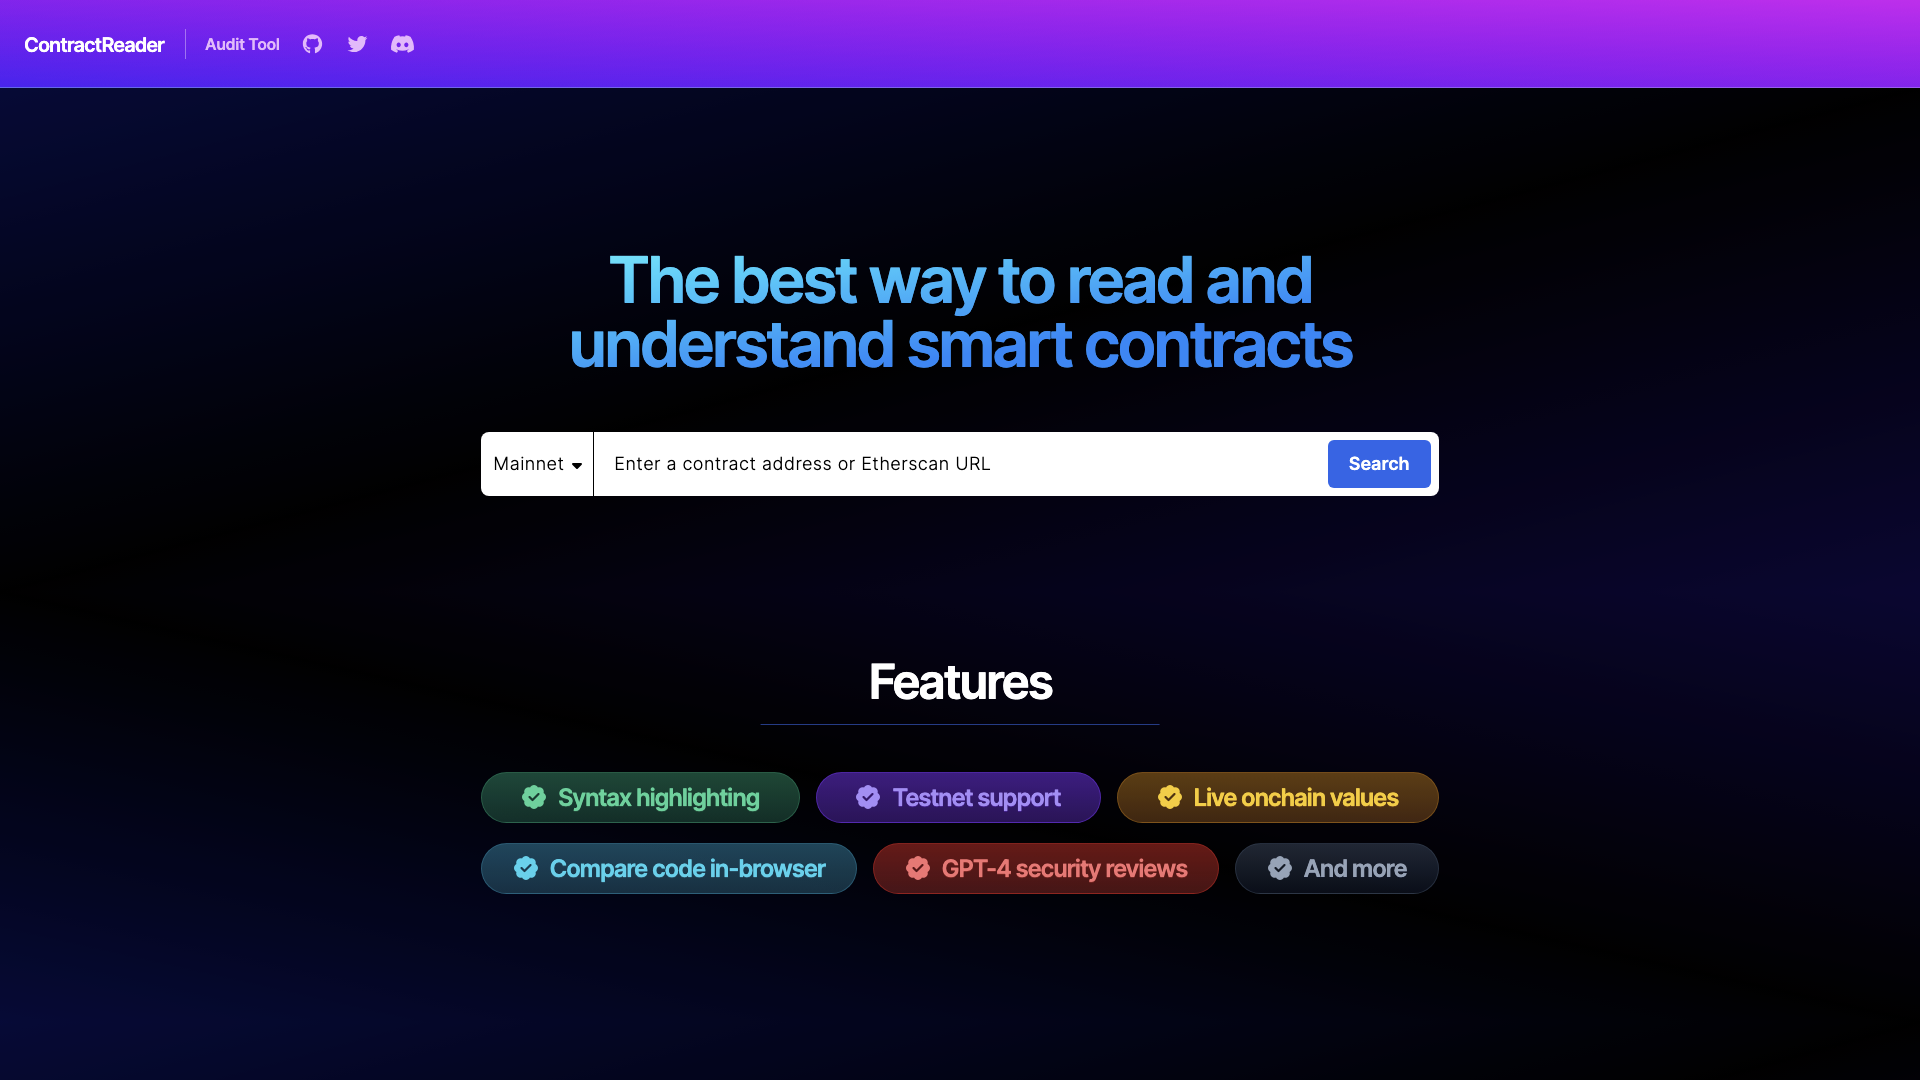 ContractReader
Audit Tool
The best way to read and
understand smart contracts
Mainnet
Enter a contract address or Etherscan URL
Search
Features
Syntax highlighting
Testnet support
Live onchain values
Compare code in-browser
GPT-4 security reviews
And more